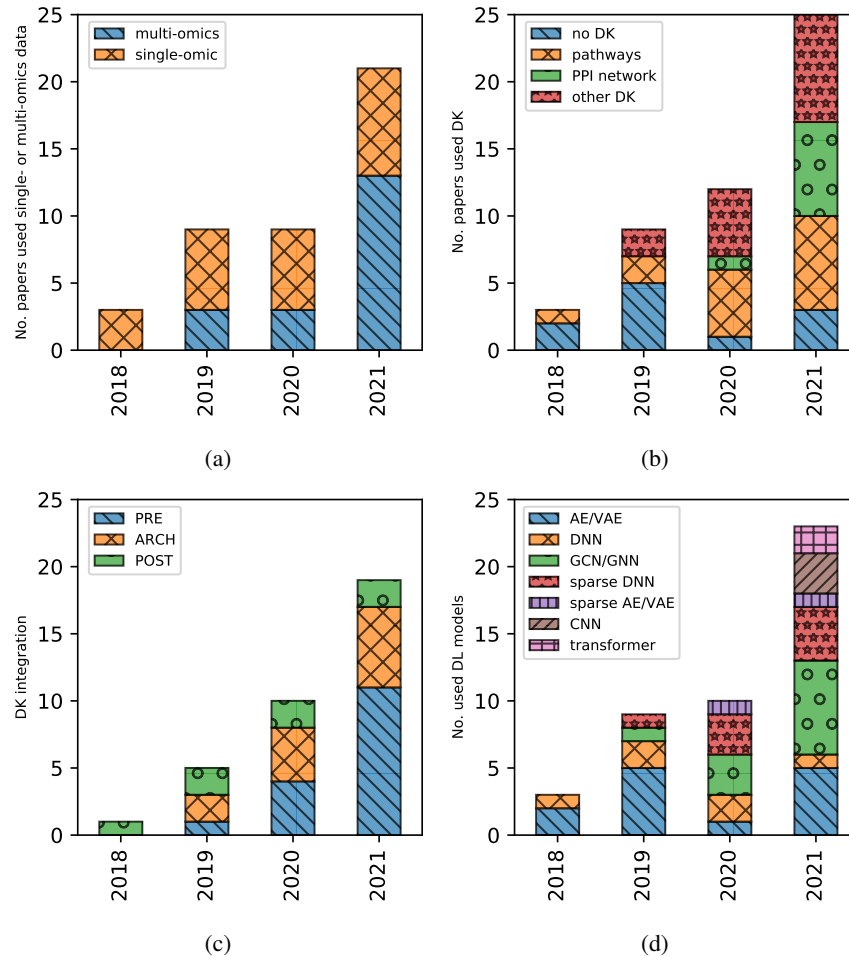 No. papers used single- or multi-omics data
25
20
15
10
5
0
multi-omics
single-omic
2018
2019
2020
2021
(a)
No. papers used DK
25
20
15
10
5
0
no DK
pathways
PPI network
other DK
2018
2019
2020
2021
(b)
DK integration
25
20
15
10
5
0
PRE
ARCH
POST
2018
2019
2020
2021
(c)
No. used DL models
25
20
15
10
5
0
AE/VAE
DNN
GCN/GNN
sparse DNN
sparse AE/VAE
CNN
transformer
2018
2019
2020
2021
(d)